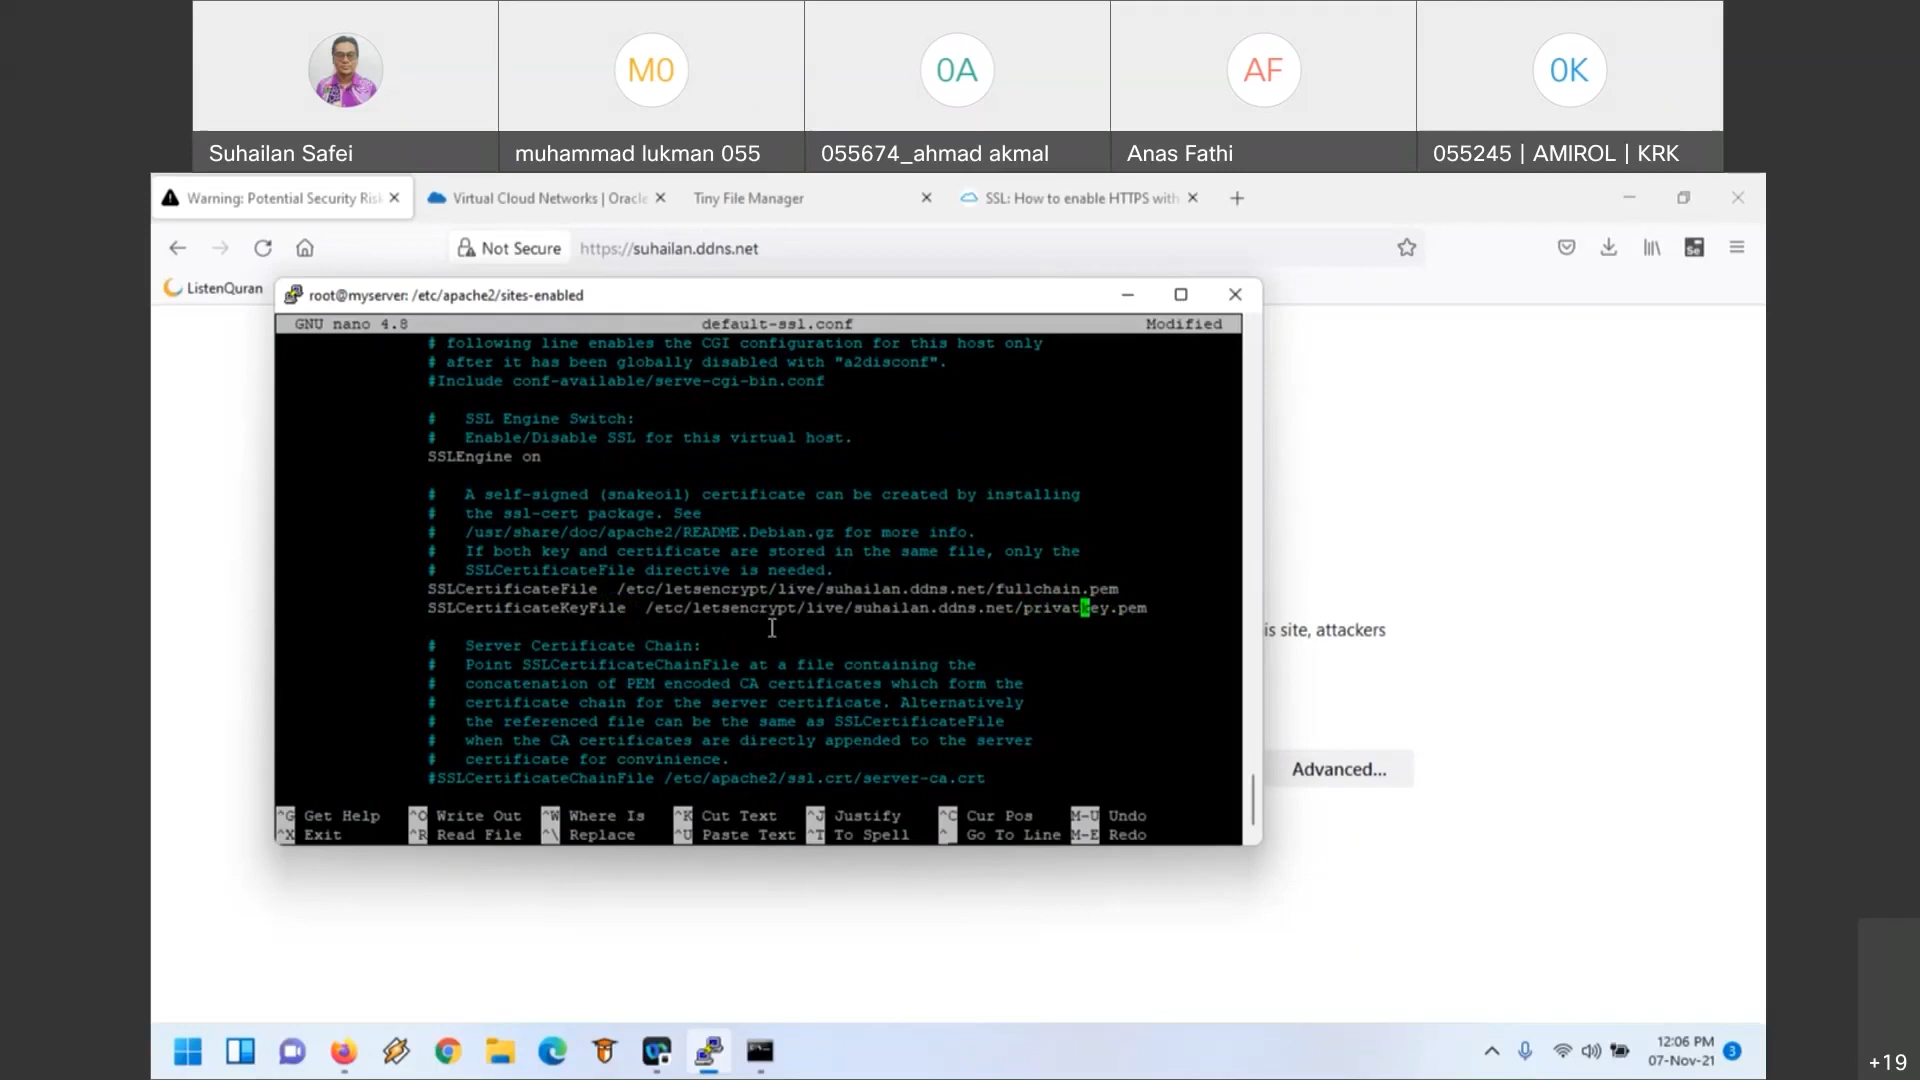 M0
0A
AF
0K
Suhailan Safei
muhammad lukman 055
055674_ahmad akmal
Anas Fathi
055245 | AMIROL | KRK
Warning: Potential Security Ris
Virtual Cloud Networks | Oracle
Tiny File Manager
SSL: How to enable HTTPS with
Not Secure
https://suhailan.ddns.net
Se
ListenQuran
root@myserver: /etc/apache2/sites-enabled
GNU nano 4.8 default-ssl.conf Modified
# following line enables the CGI configuration for this host only
# after it has been globally disabled with "a2disconf".
#Include conf-available/serve-cgi-bin.conf
# SSL Engine Switch:
# Enable/Disable SSL for this virtual host.
SSLEngine on
# A self-signed (snakeoil) certificate can be created by installing
# the ssl-cert package. See
# /usr/share/doc/apache2/README.Debian.gz for more info.
# If both key and certificate are stored in the same file, only the
# SSLCertificateFile directive is needed.
SSLCertificateFile /etc/letsencrypt/live/suhailan.ddns.net/fullchain.pem
SSLCertificateKeyFile /etc/letsencrypt/live/suhailan.ddns.net/privatkey.pem
# Server Certificate Chain:
# Point SSLCertificateChainFile at a file containing the
# concatenation of PEM encoded CA certificates which form the
# certificate chain for the server certificate. Alternatively
# the referenced file can be the same as SSLCertificateFile
# when the CA certificates are directly appended to the server
# certificate for convinience.
#SSLCertificateChainFile /etc/apache2/ssl.crt/server-ca.crt
^G Get Help ^O Write Out ^W Where Is ^K Cut Text ^J Justify ^C Cur Pos M-U Undo
^X Exit ^R Read File ^\ Replace ^U Paste Text ^T To Spell ^_ Go To Line M-E Redo
is site, attackers
Advanced...
12:06 PM
07-Nov-21
3
+19